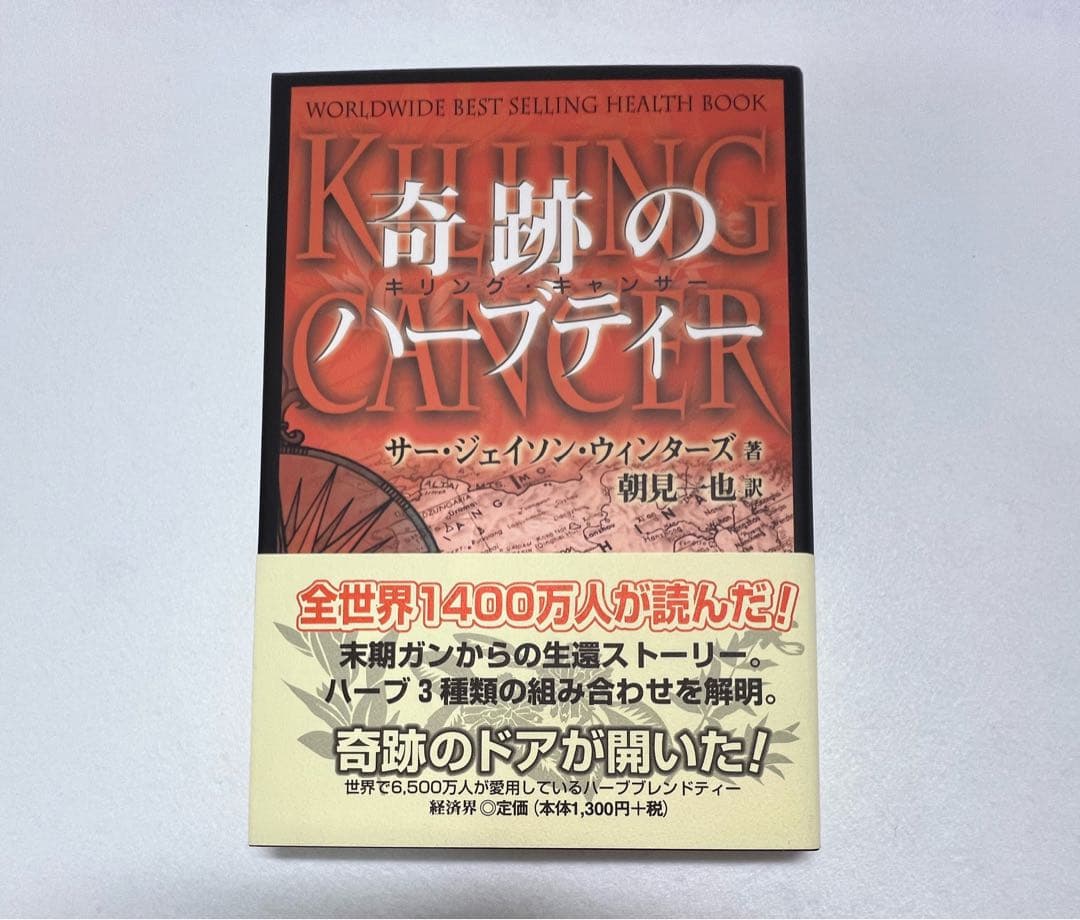 WORLDWIDE BEST SELLING HEALTH BOOK
KILLING
奇跡の
キリング・キャンサー
CANCER
ハーブティー
サー・ジェイソン・ウィンターズ 著
朝見一也 訳
ALTAI
MTS.
DZUNGARIA
Lanzhou
全世界1400万人が読んだ!
末期ガンからの生還ストーリー。
ハーブ3種類の組み合わせを解明。
奇跡のドアが開いた!
世界で6,500万人が愛用しているハーブブレンドティー
経済界◎定価(本体1,300円+税)